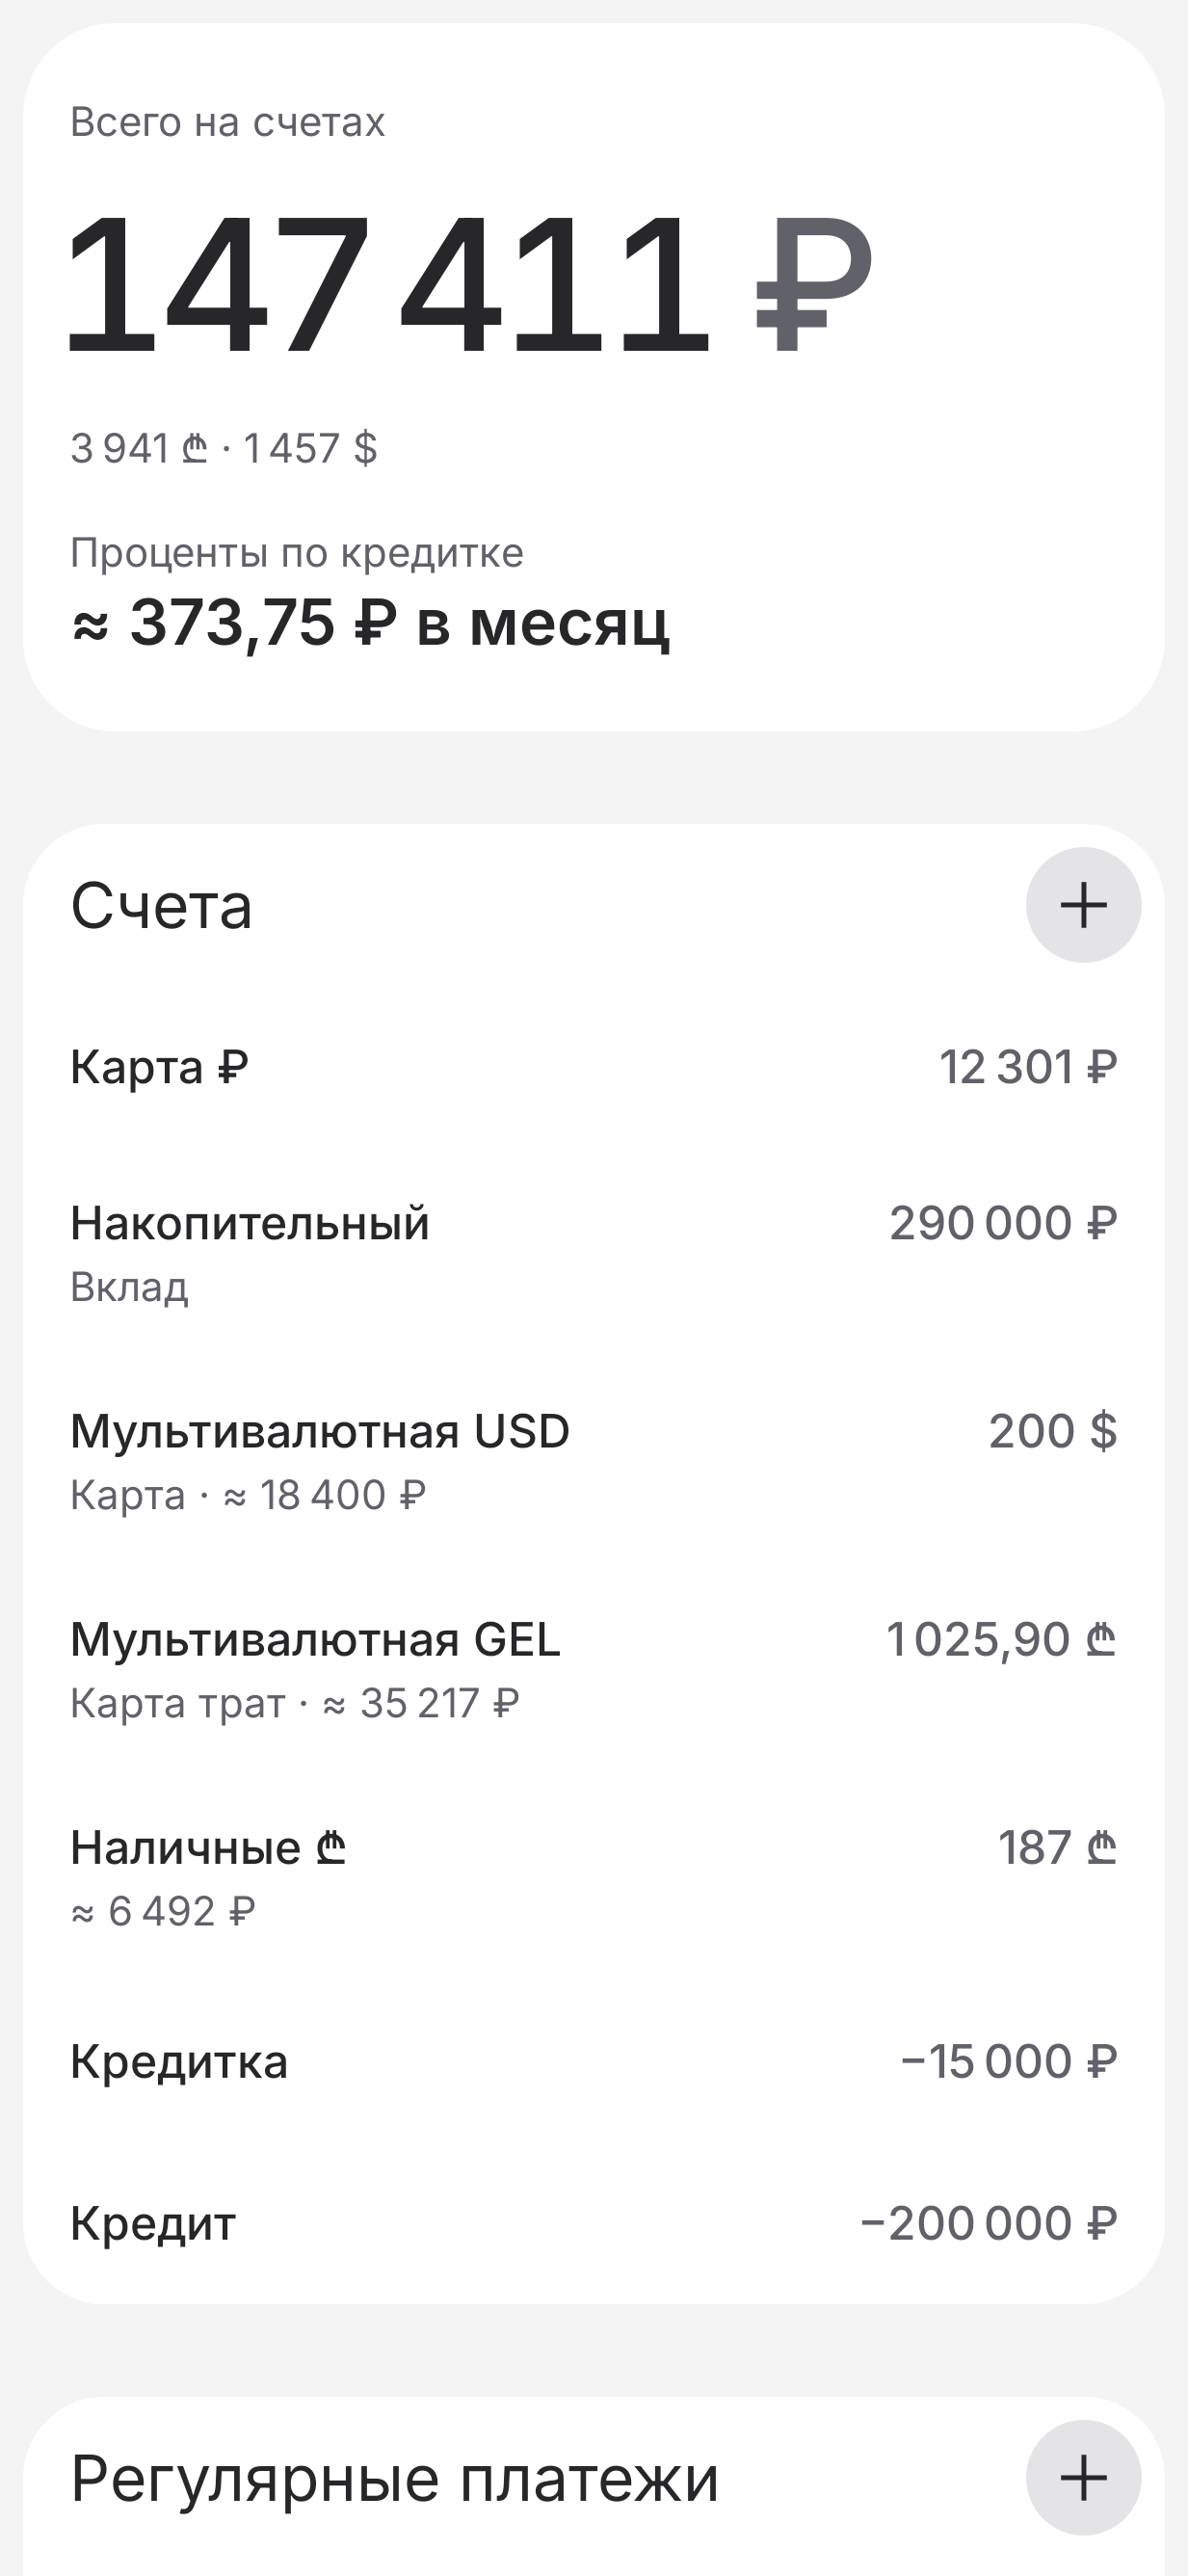 Всего на счетах
147 411 ₽
3 941 ₾ · 1 457 $
Проценты по кредитке
≈ 373,75 ₽ в месяц
Счета
Карта ₽ 12 301 ₽
Накопительный 290 000 ₽
Вклад
Мультивалютная USD 200 $
Карта · ≈ 18 400 ₽
Мультивалютная GEL 1 025,90 ₾
Карта трат · ≈ 35 217 ₽
Наличные ₾ 187 ₾
≈ 6 492 ₽
Кредитка −15 000 ₽
Кредит −200 000 ₽
Регулярные платежи